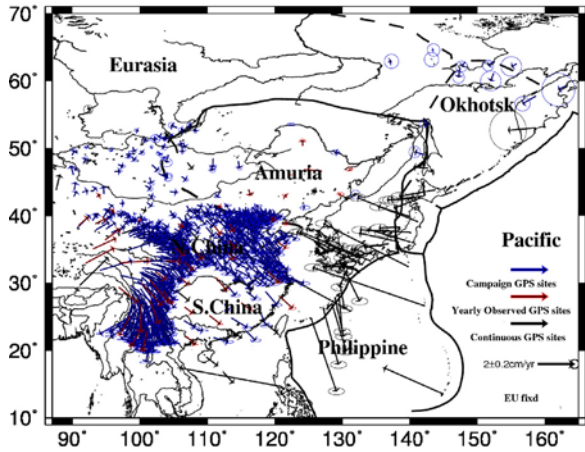 70°
60°
50°
40°
30°
20°
10°
Eurasia
Okhotsk
Amuria
N.China
S.China
Philippine
Pacific
Campaign GPS sites
Yearly Observed GPS sites
Continuous GPS sites
2±0.2cm/yr
EU fixd
90° 100° 110° 120° 130° 140° 150° 160°